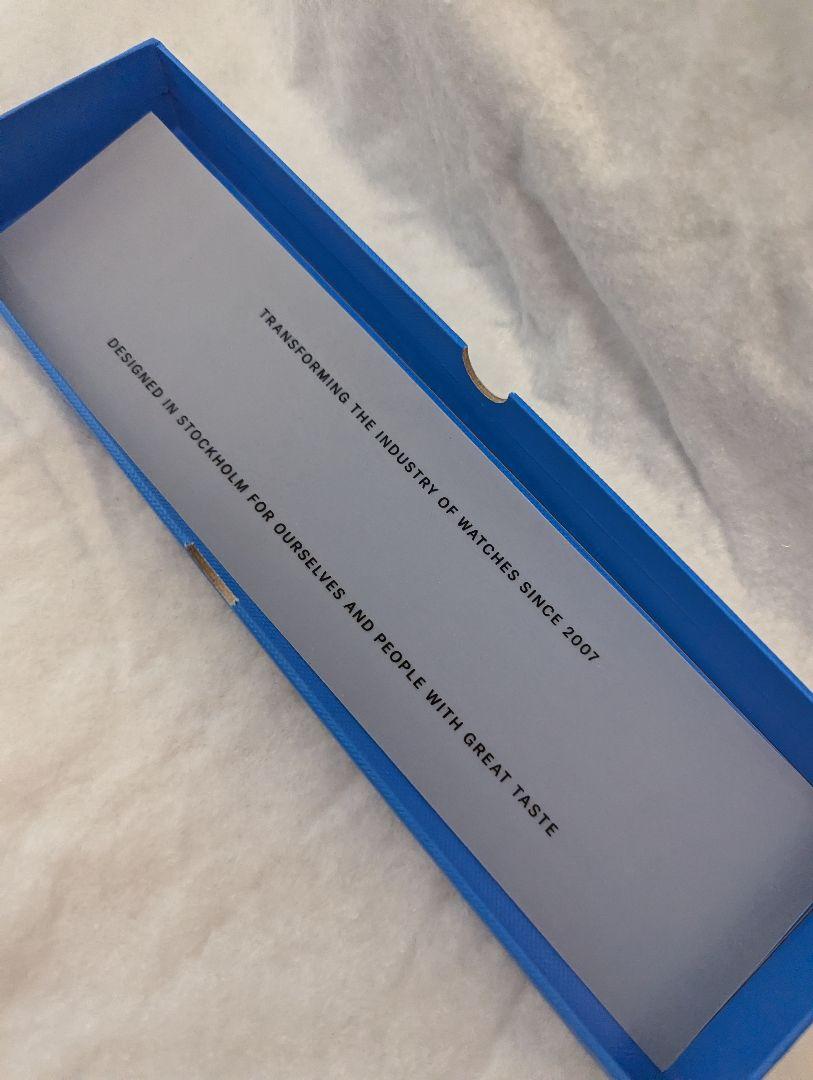 TRANSFORMING THE INDUSTRY OF WATCHES SINCE 2007
DESIGNED IN STOCKHOLM FOR OURSELVES AND PEOPLE WITH GREAT TASTE